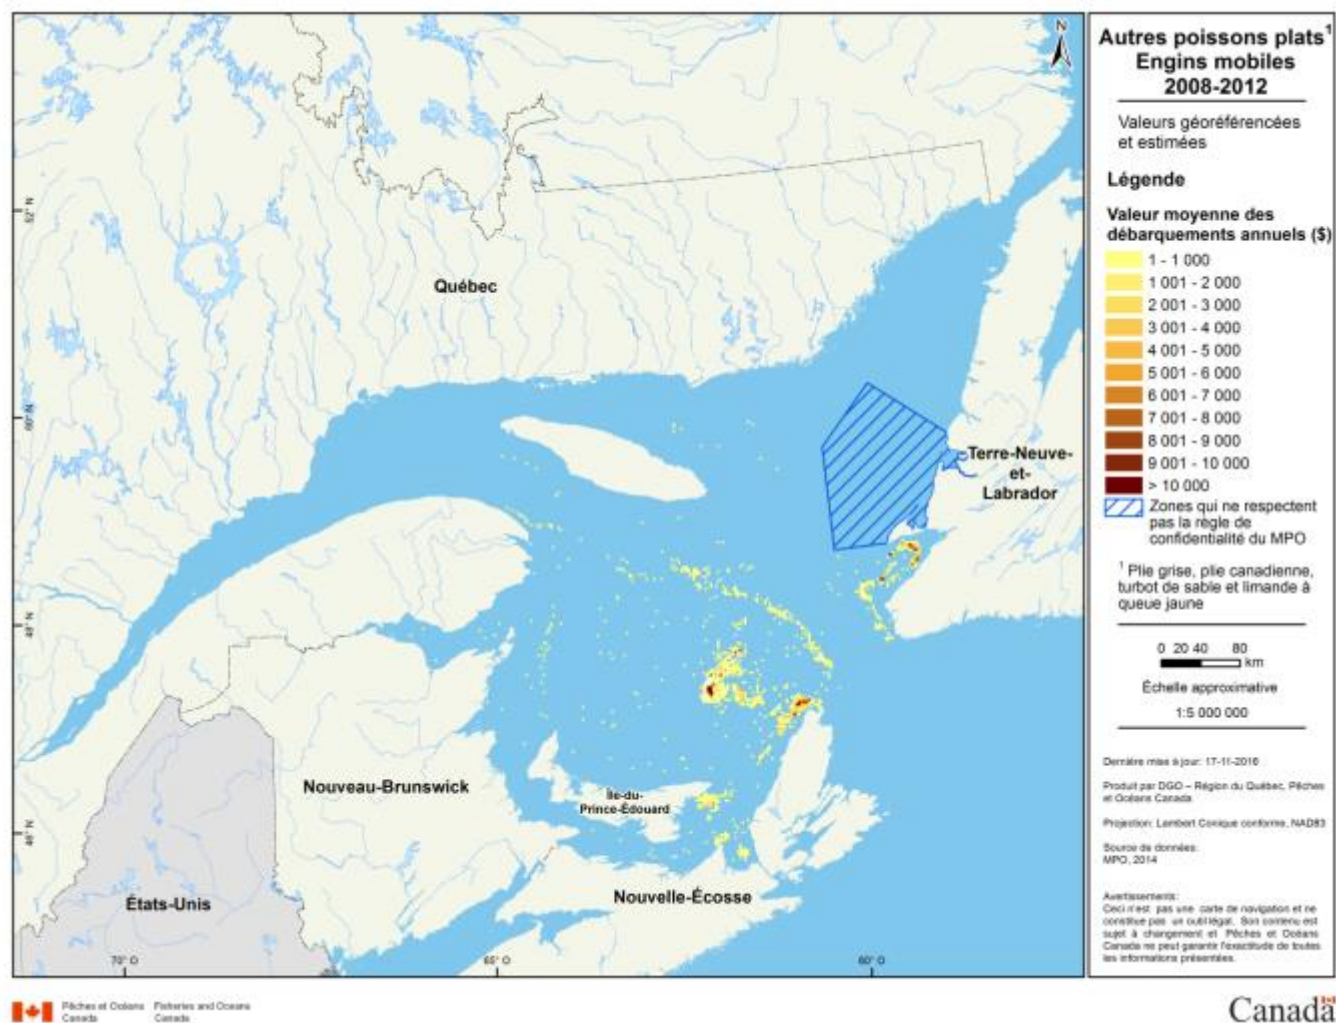 Autres poissons plats¹
Engins mobiles
2008-2012
Valeurs géoréférencées
et estimées
Légende
Valeur moyenne des
débarquements annuels ($)
1 - 1 000
1 001 - 2 000
2 001 - 3 000
3 001 - 4 000
4 001 - 5 000
5 001 - 6 000
6 001 - 7 000
7 001 - 8 000
8 001 - 9 000
9 001 - 10 000
> 10 000
Zones qui ne respectent
pas la règle de
confidentialité du MPO
¹ Plie grise, plie canadienne,
turbot de sable et limande à
queue jaune
0 20 40 80
km
Échelle approximative
1:5 000 000
Dernière mise à jour: 17-11-2016
Produit par DGO – Région du Québec, Pêches
et Océans Canada
Projection: Lambert Conique conforme, NAD83
Source de données:
MPO, 2014
Avertissements:
Ceci n'est pas une carte de navigation et ne
constitue pas un outil légal. Son contenu est
sujet à changement et Pêches et Océans
Canada ne peut garantir l'exactitude de toutes
les informations présentées.
N
52° N
50° N
48° N
46° N
70° O
65° O
60° O
Québec
Terre-Neuve-
et-
Labrador
Nouveau-Brunswick
Île-du-
Prince-Édouard
Nouvelle-Écosse
États-Unis
Pêches et Océans
Canada
Fisheries and Oceans
Canada
Canada